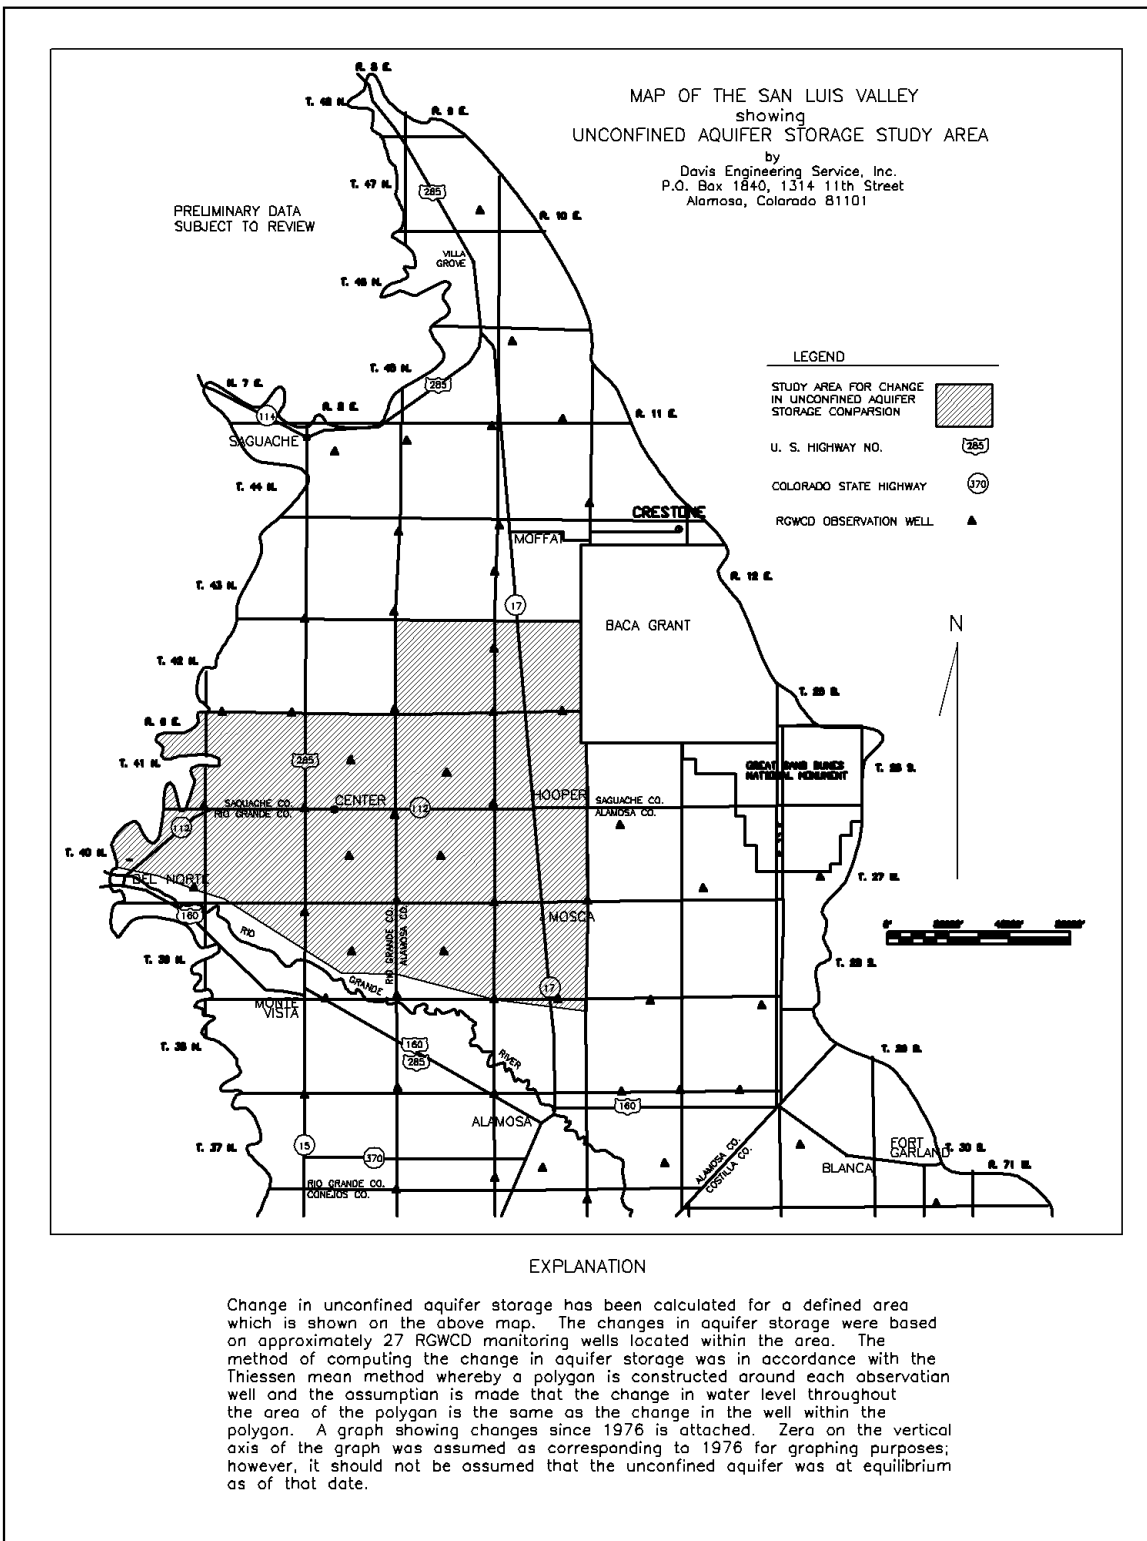 MAP OF THE SAN LUIS VALLEY
showing
UNCONFINED AQUIFER STORAGE STUDY AREA
by
Davis Engineering Service, Inc.
P.O. Box 1840, 1314 11th Street
Alamosa, Colorado 81101
PRELIMINARY DATA
SUBJECT TO REVIEW
R. 8 E.
T. 48 N.
R. 9 E.
T. 47 N.
285
R. 10 E.
VILLA
GROVE
T. 46 N.
T. 45 N.
285
R. 8 E.
114
R. 11 E.
SAGUACHE
T. 44 N.
LEGEND
STUDY AREA FOR CHANGE
IN UNCONFINED AQUIFER
STORAGE COMPARSION
U. S. HIGHWAY NO.
285
COLORADO STATE HIGHWAY
370
RGWCD OBSERVATION WELL
CRESTONE
MOFFAT
T. 43 N.
R. 12 E.
17
BACA GRANT
N
T. 42 N.
R. 6 E.
T. 41 N.
285
GREAT SAND DUNES
NATIONAL MONUMENT
SAGUACHE CO.
RIO GRANDE CO.
CENTER
112
HOOPER
SAGUACHE CO.
ALAMOSA CO.
112
T. 40 N.
DEL NORTE
160
RIO GRANDE CO.
ALAMOSA CO.
MOSCA
RIO
GRANDE
RIVER
T. 39 N.
17
MONTE
VISTA
T. 38 N.
160
285
160
ALAMOSA
T. 37 N.
15
370
RIO GRANDE CO.
CONEJOS CO.
ALAMOSA CO.
COSTILLA CO.
BLANCA
FORT
GARLAND
T. 30 S.
R. 71 W.
EXPLANATION
Change in unconfined aquifer storage has been calculated for a defined area
which is shown on the above map. The changes in aquifer storage were based
on approximately 27 RGWCD manitoring wells located within the area. The
method of computing the change in aquifer storage was in accordance with the
Thiessen mean method whereby a polygon is constructed around each observation
well and the assumptian is made that the change in water level throughout
the area of the polygan is the same as the change in the well within the
polygon. A graph showing changes since 1976 is attached. Zera on the vertical
axis of the graph was assumed as corresponding to 1976 for graphing purposes;
however, it should not be assumed that the unconfined aquifer was at equilibrium
as of that date.